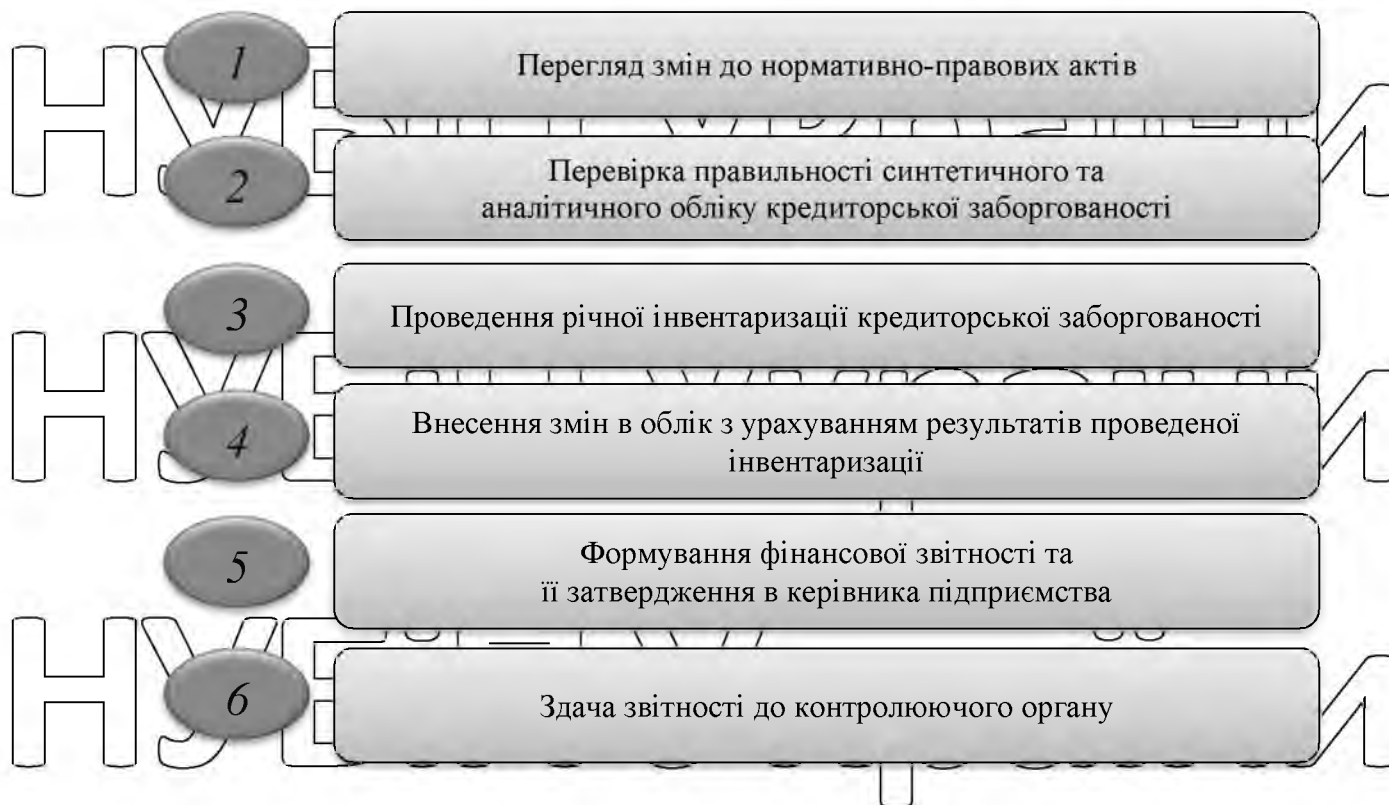 1
Перегляд змін до нормативно-правових актів
2
Перевірка правильності синтетичного та
аналітичного обліку кредиторської заборгованості
3
Проведення річної інвентаризації кредиторської заборгованості
4
Внесення змін в облік з урахуванням результатів проведеної
інвентаризації
5
Формування фінансової звітності та
її затвердження в керівника підприємства
6
Здача звітності до контролюючого органу